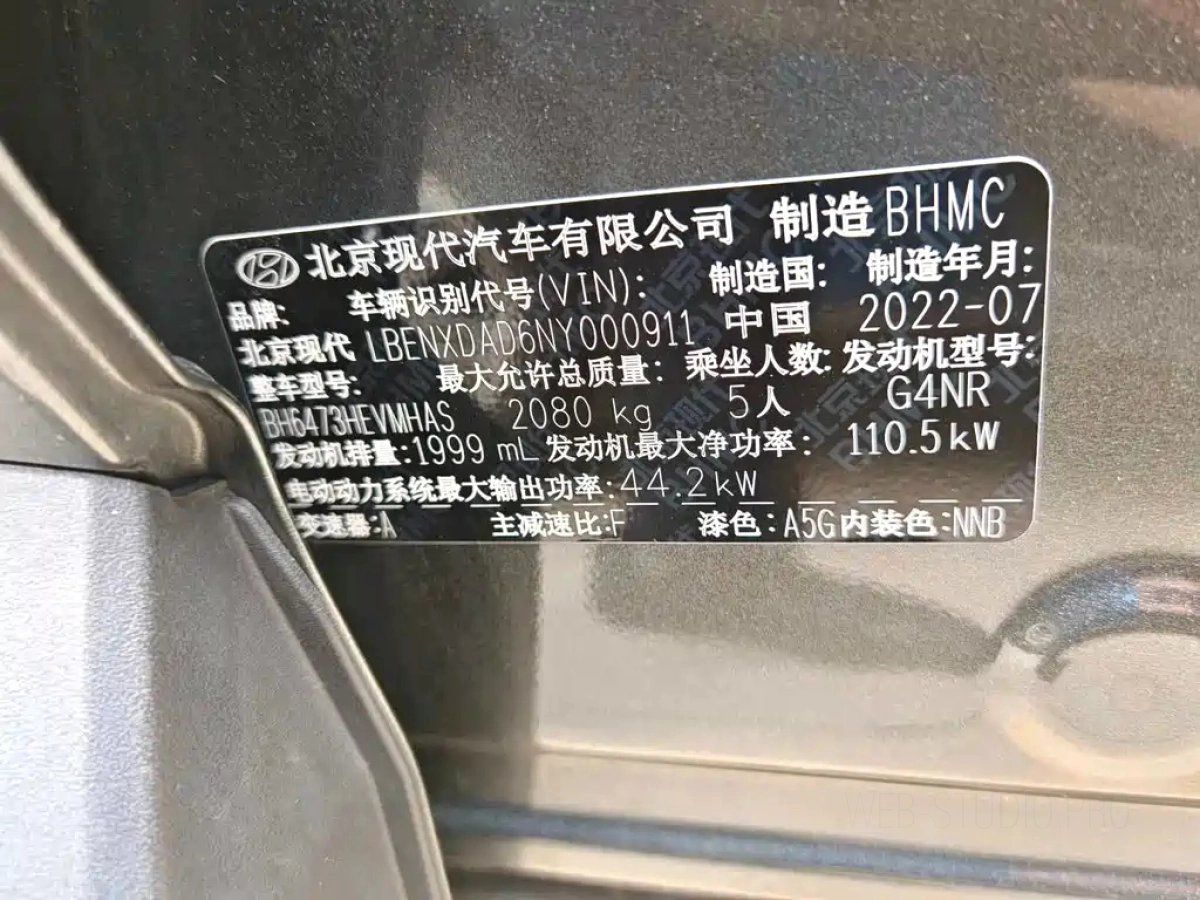 北京现代汽车有限公司 制造 BHMC
品牌: 车辆识别代号(VIN): 制造国: 制造年月:
北京现代 LBENXDAD6NY000911 中国 2022-07
整车型号: 最大允许总质量: 乘坐人数: 发动机型号:
BH6473HEVMHAS 2080 kg 5人 G4NR
发动机排量:1999 mL 发动机最大净功率: 110.5kW
电动动力系统最大输出功率:44.2kW
变速器:A 主减速比:F 漆色:A5G 内装色:NNB
WEB-STUDIO.PRO